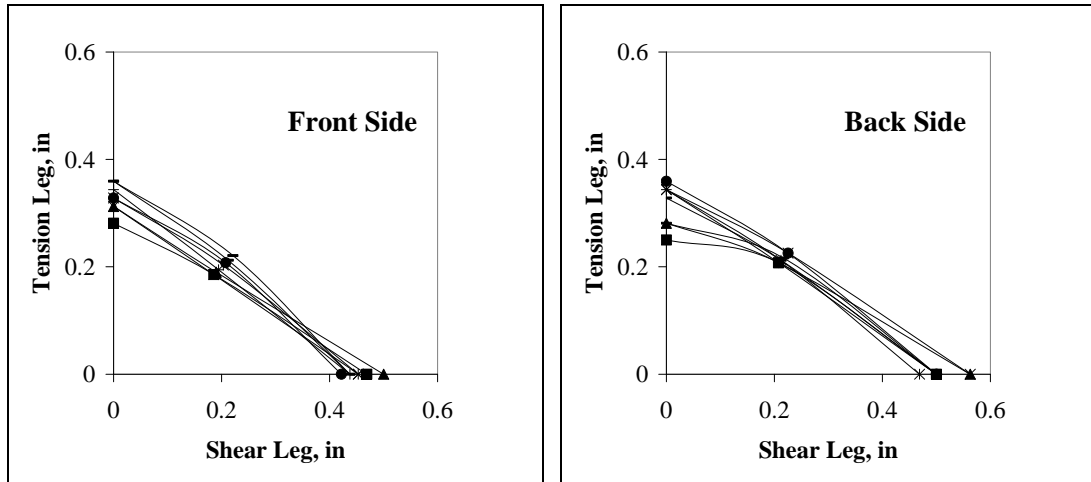 0.6
Front Side
0.4
0.2
0
0 0.2 0.4 0.6
Tension Leg, in
Shear Leg, in
0.6
Back Side
0.4
0.2
0
0 0.2 0.4 0.6
Tension Leg, in
Shear Leg, in